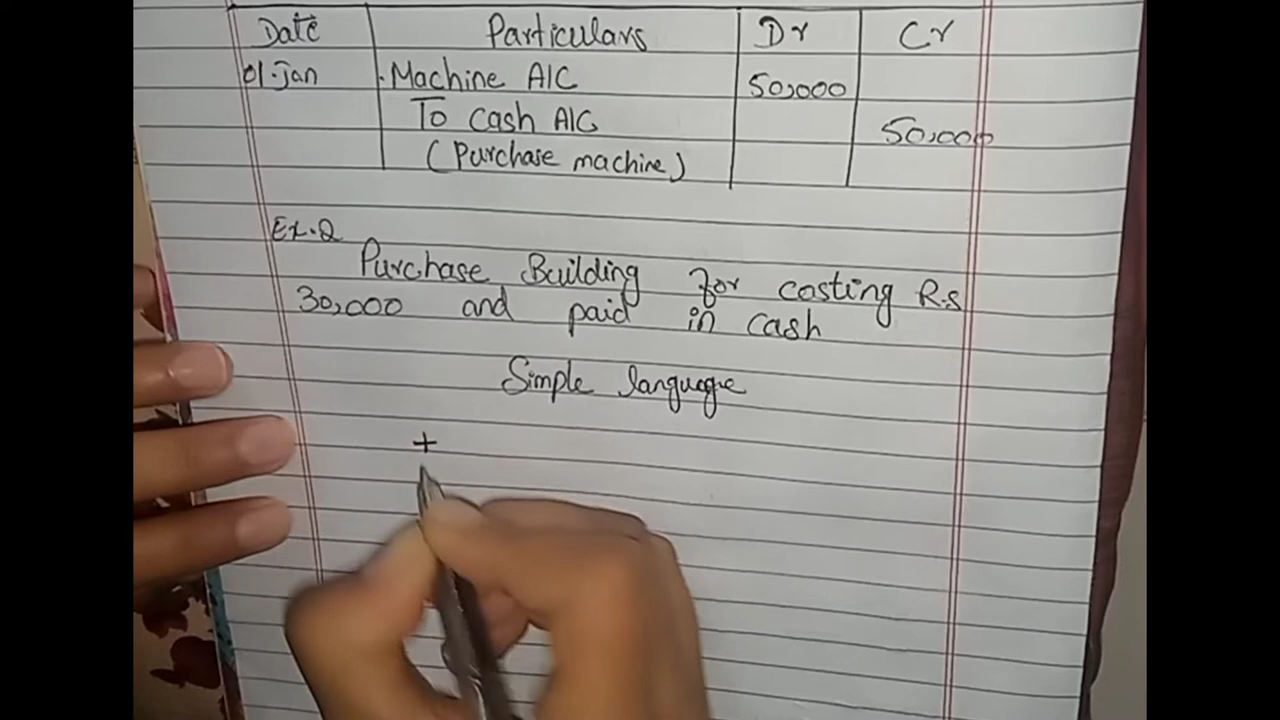 Date Particulars Dr Cr
01.Jan Machine A/C 50,000
To Cash A/C 50,000
(Purchase machine)
Ex.2
Purchase Building for costing R.s
30,000 and paid in cash
Simple language
+